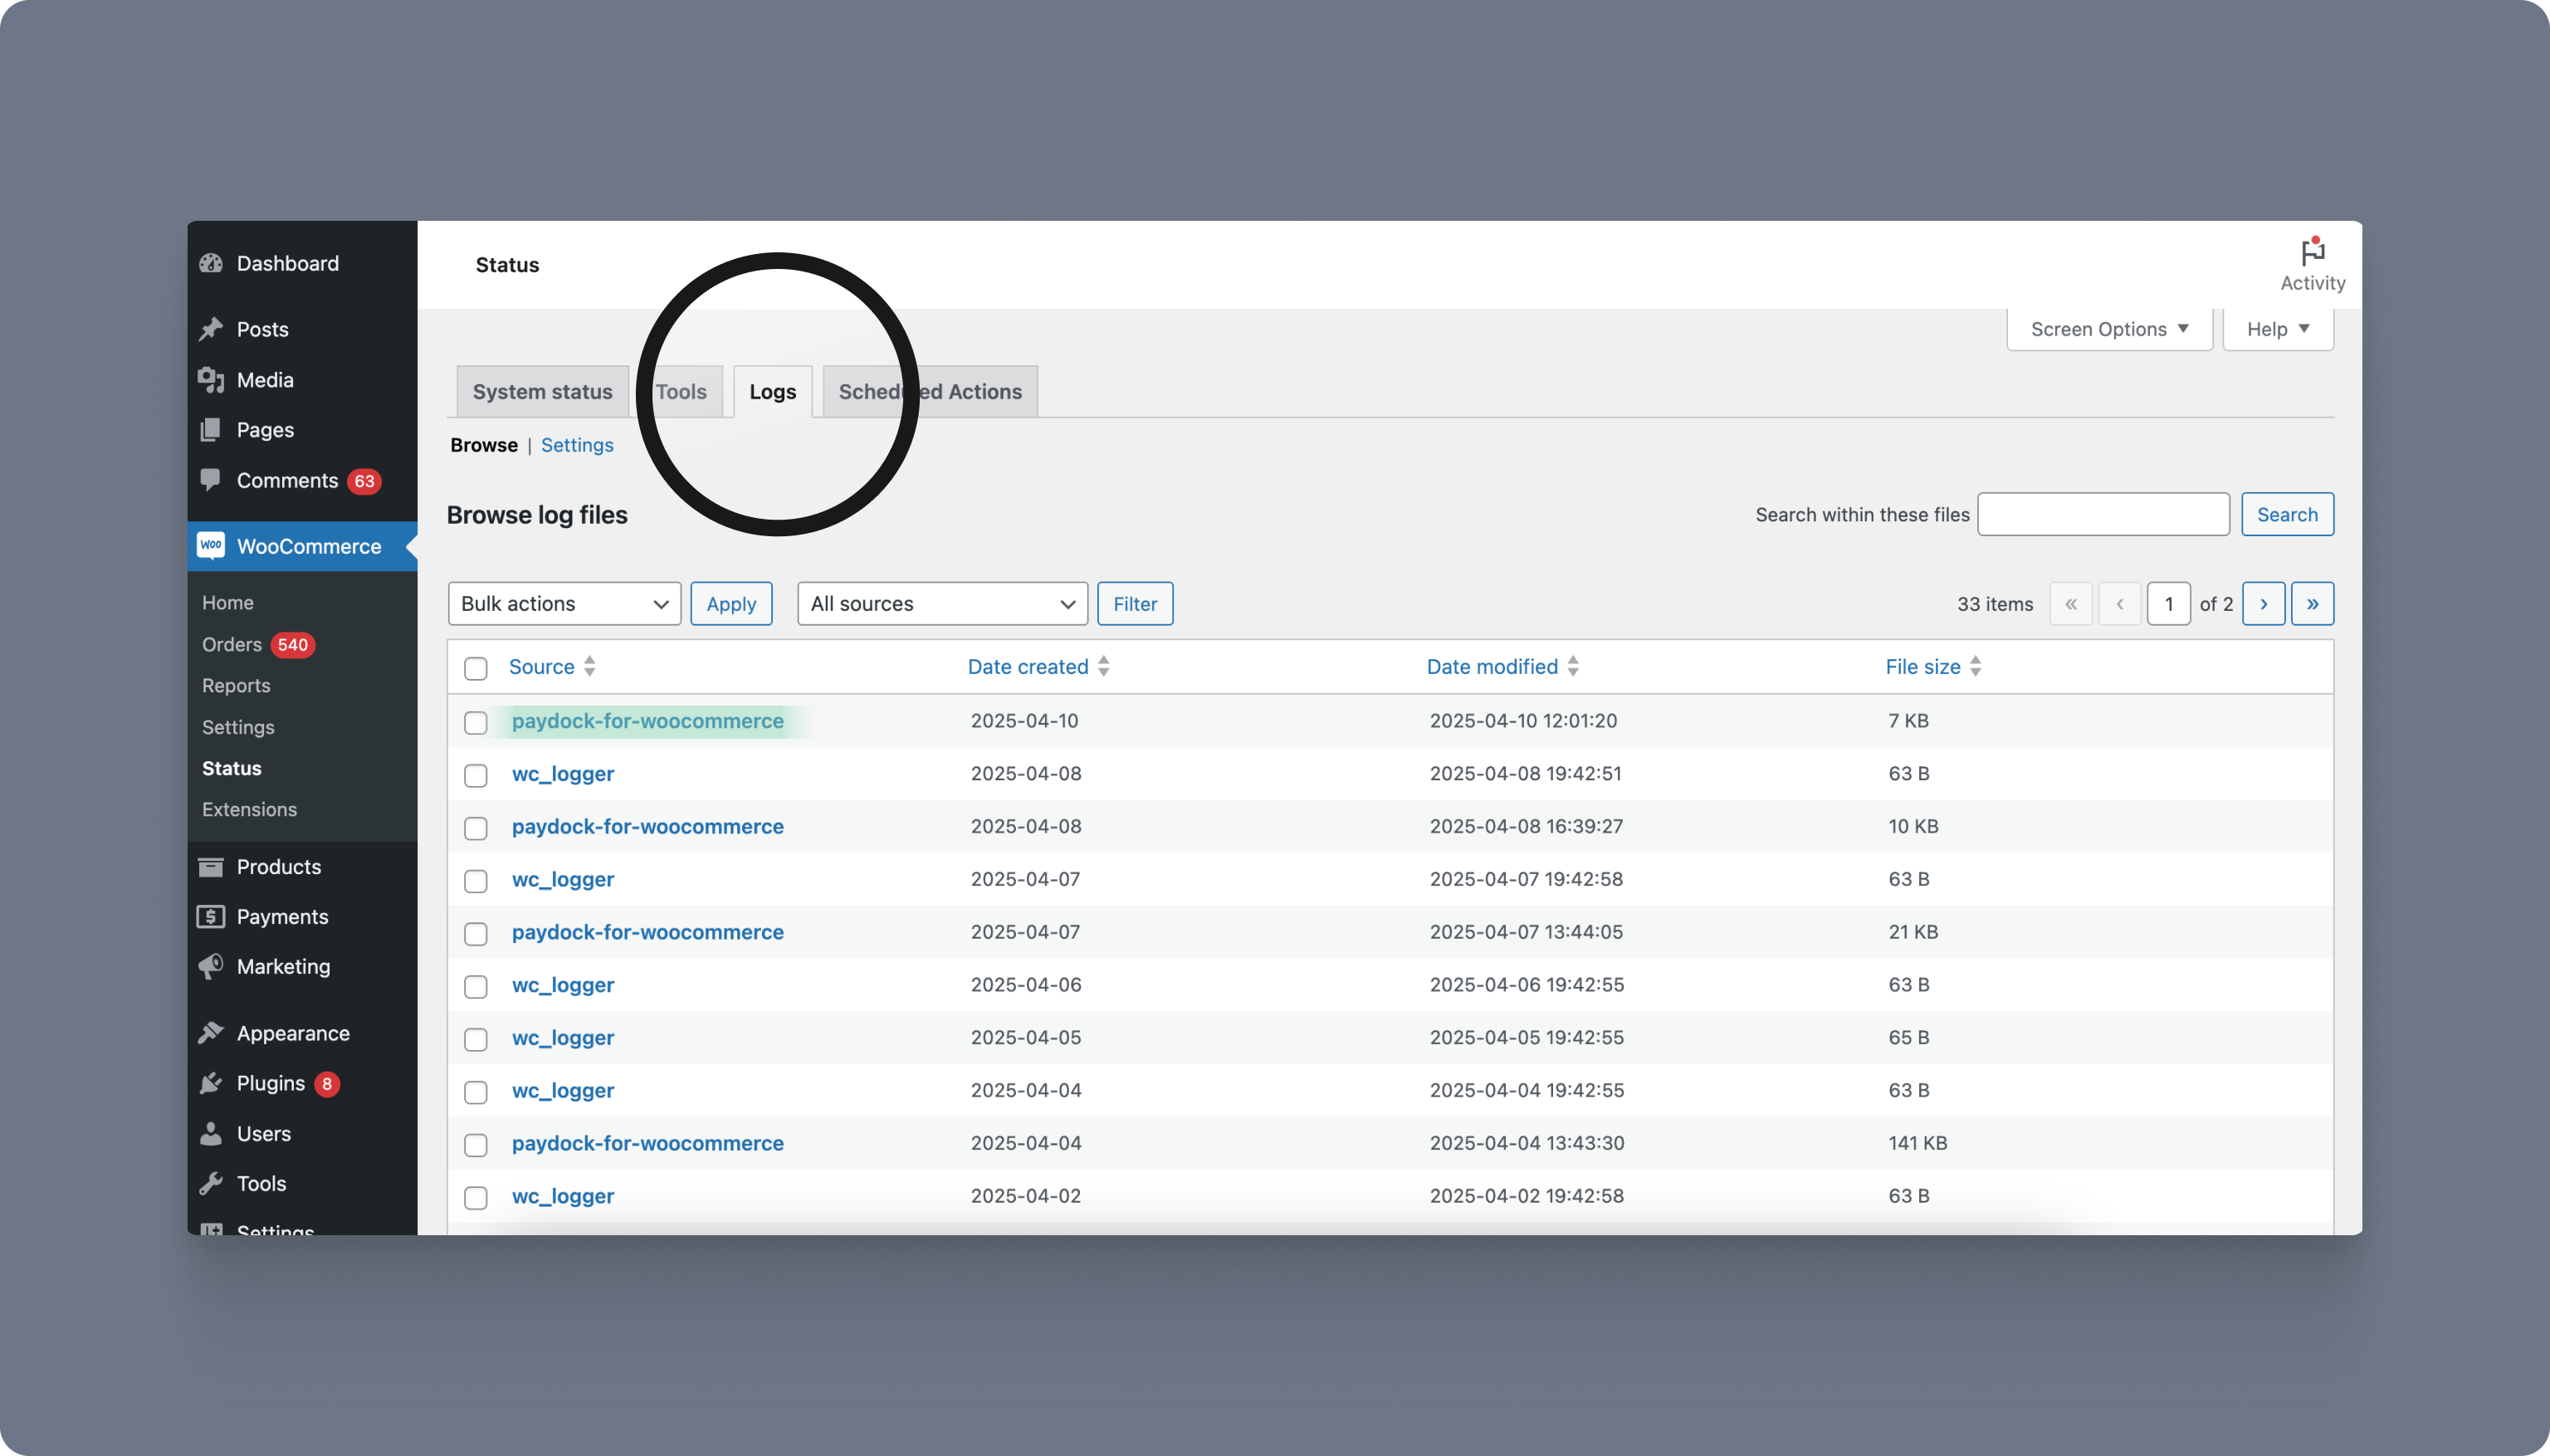 Dashboard
Posts
Media
Pages
Comments 63
Woo WooCommerce
Home
Orders 540
Reports
Settings
Status
Extensions
Products
Payments
Marketing
Appearance
Plugins 8
Users
Tools
Settings
Status
Activity
Screen Options ▼ Help ▼
System status Tools Logs Scheduled Actions
Browse | Settings
Browse log files
Search within these files Search
Bulk actions Apply All sources Filter
33 items « ‹ 1 of 2 › »
Source Date created Date modified File size
paydock-for-woocommerce 2025-04-10 2025-04-10 12:01:20 7 KB
wc_logger 2025-04-08 2025-04-08 19:42:51 63 B
paydock-for-woocommerce 2025-04-08 2025-04-08 16:39:27 10 KB
wc_logger 2025-04-07 2025-04-07 19:42:58 63 B
paydock-for-woocommerce 2025-04-07 2025-04-07 13:44:05 21 KB
wc_logger 2025-04-06 2025-04-06 19:42:55 63 B
wc_logger 2025-04-05 2025-04-05 19:42:55 65 B
wc_logger 2025-04-04 2025-04-04 19:42:55 63 B
paydock-for-woocommerce 2025-04-04 2025-04-04 13:43:30 141 KB
wc_logger 2025-04-02 2025-04-02 19:42:58 63 B